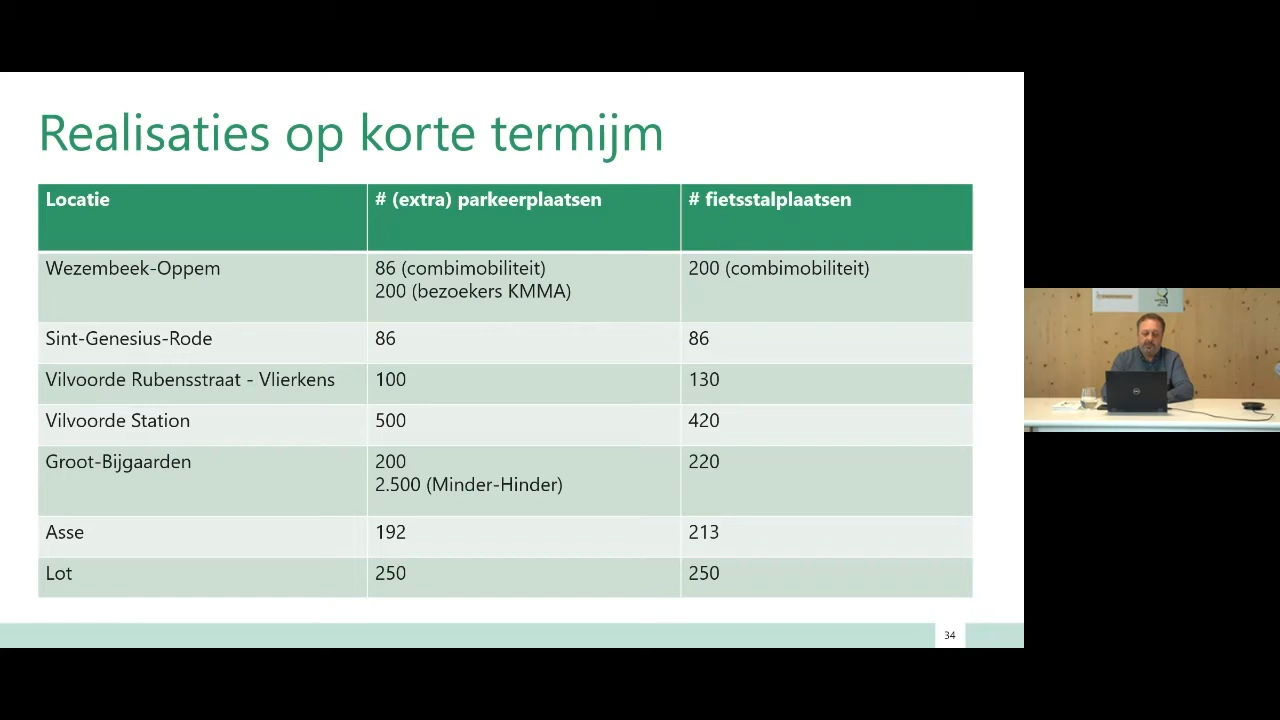 Realisaties op korte termijm
Locatie # (extra) parkeerplaatsen # fietsstalplaatsen
Wezembeek-Oppem 86 (combimobiliteit) 200 (combimobiliteit)
200 (bezoekers KMMA)
Sint-Genesius-Rode 86 86
Vilvoorde Rubensstraat - Vlierkens 100 130
Vilvoorde Station 500 420
Groot-Bijgaarden 200 220
2.500 (Minder-Hinder)
Asse 192 213
Lot 250 250
34